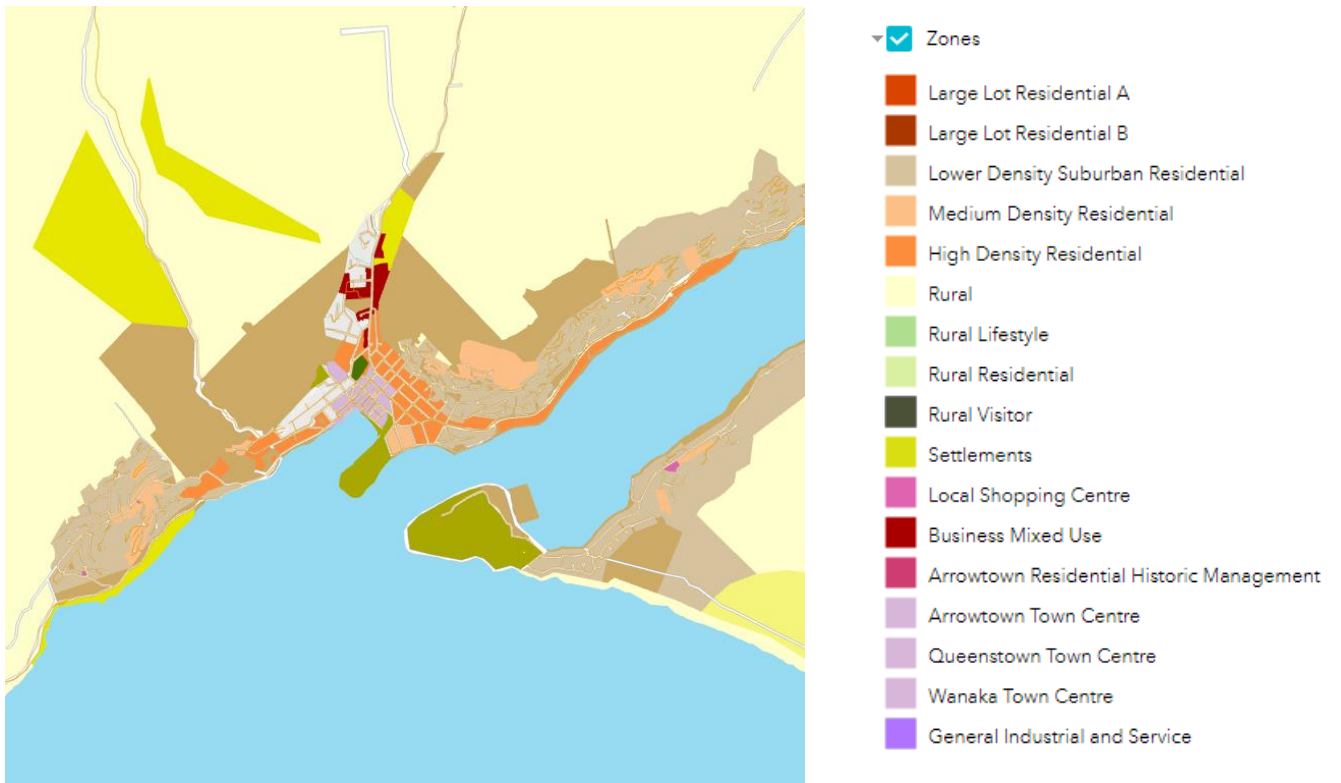 Zones
Large Lot Residential A
Large Lot Residential B
Lower Density Suburban Residential
Medium Density Residential
High Density Residential
Rural
Rural Lifestyle
Rural Residential
Rural Visitor
Settlements
Local Shopping Centre
Business Mixed Use
Arrowtown Residential Historic Management
Arrowtown Town Centre
Queenstown Town Centre
Wanaka Town Centre
General Industrial and Service